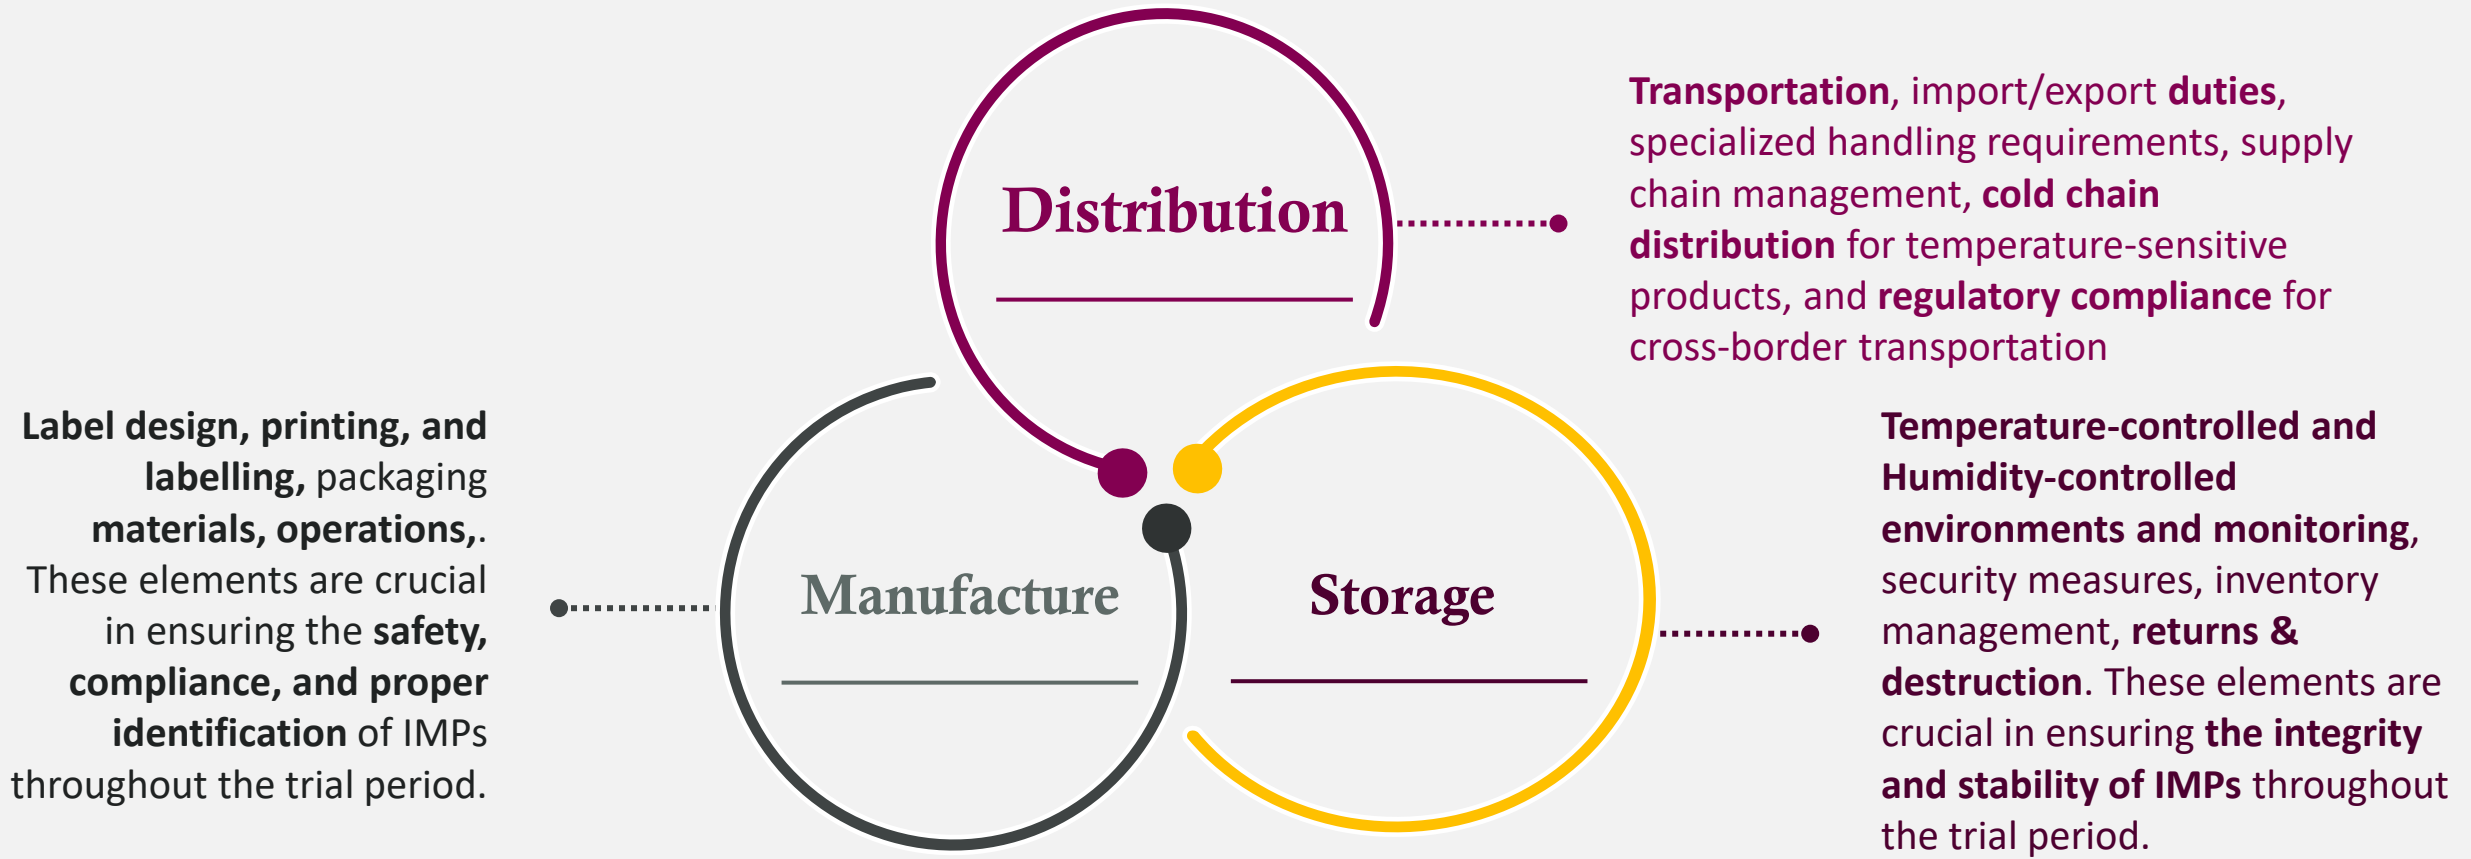 Distribution
Transportation, import/export duties,
specialized handling requirements, supply
chain management, cold chain
distribution for temperature-sensitive
products, and regulatory compliance for
cross-border transportation
Label design, printing, and
labelling, packaging
materials, operations,.
These elements are crucial
in ensuring the safety,
compliance, and proper
identification of IMPs
throughout the trial period.
Manufacture
Storage
Temperature-controlled and
Humidity-controlled
environments and monitoring,
security measures, inventory
management, returns &
destruction. These elements are
crucial in ensuring the integrity
and stability of IMPs throughout
the trial period.